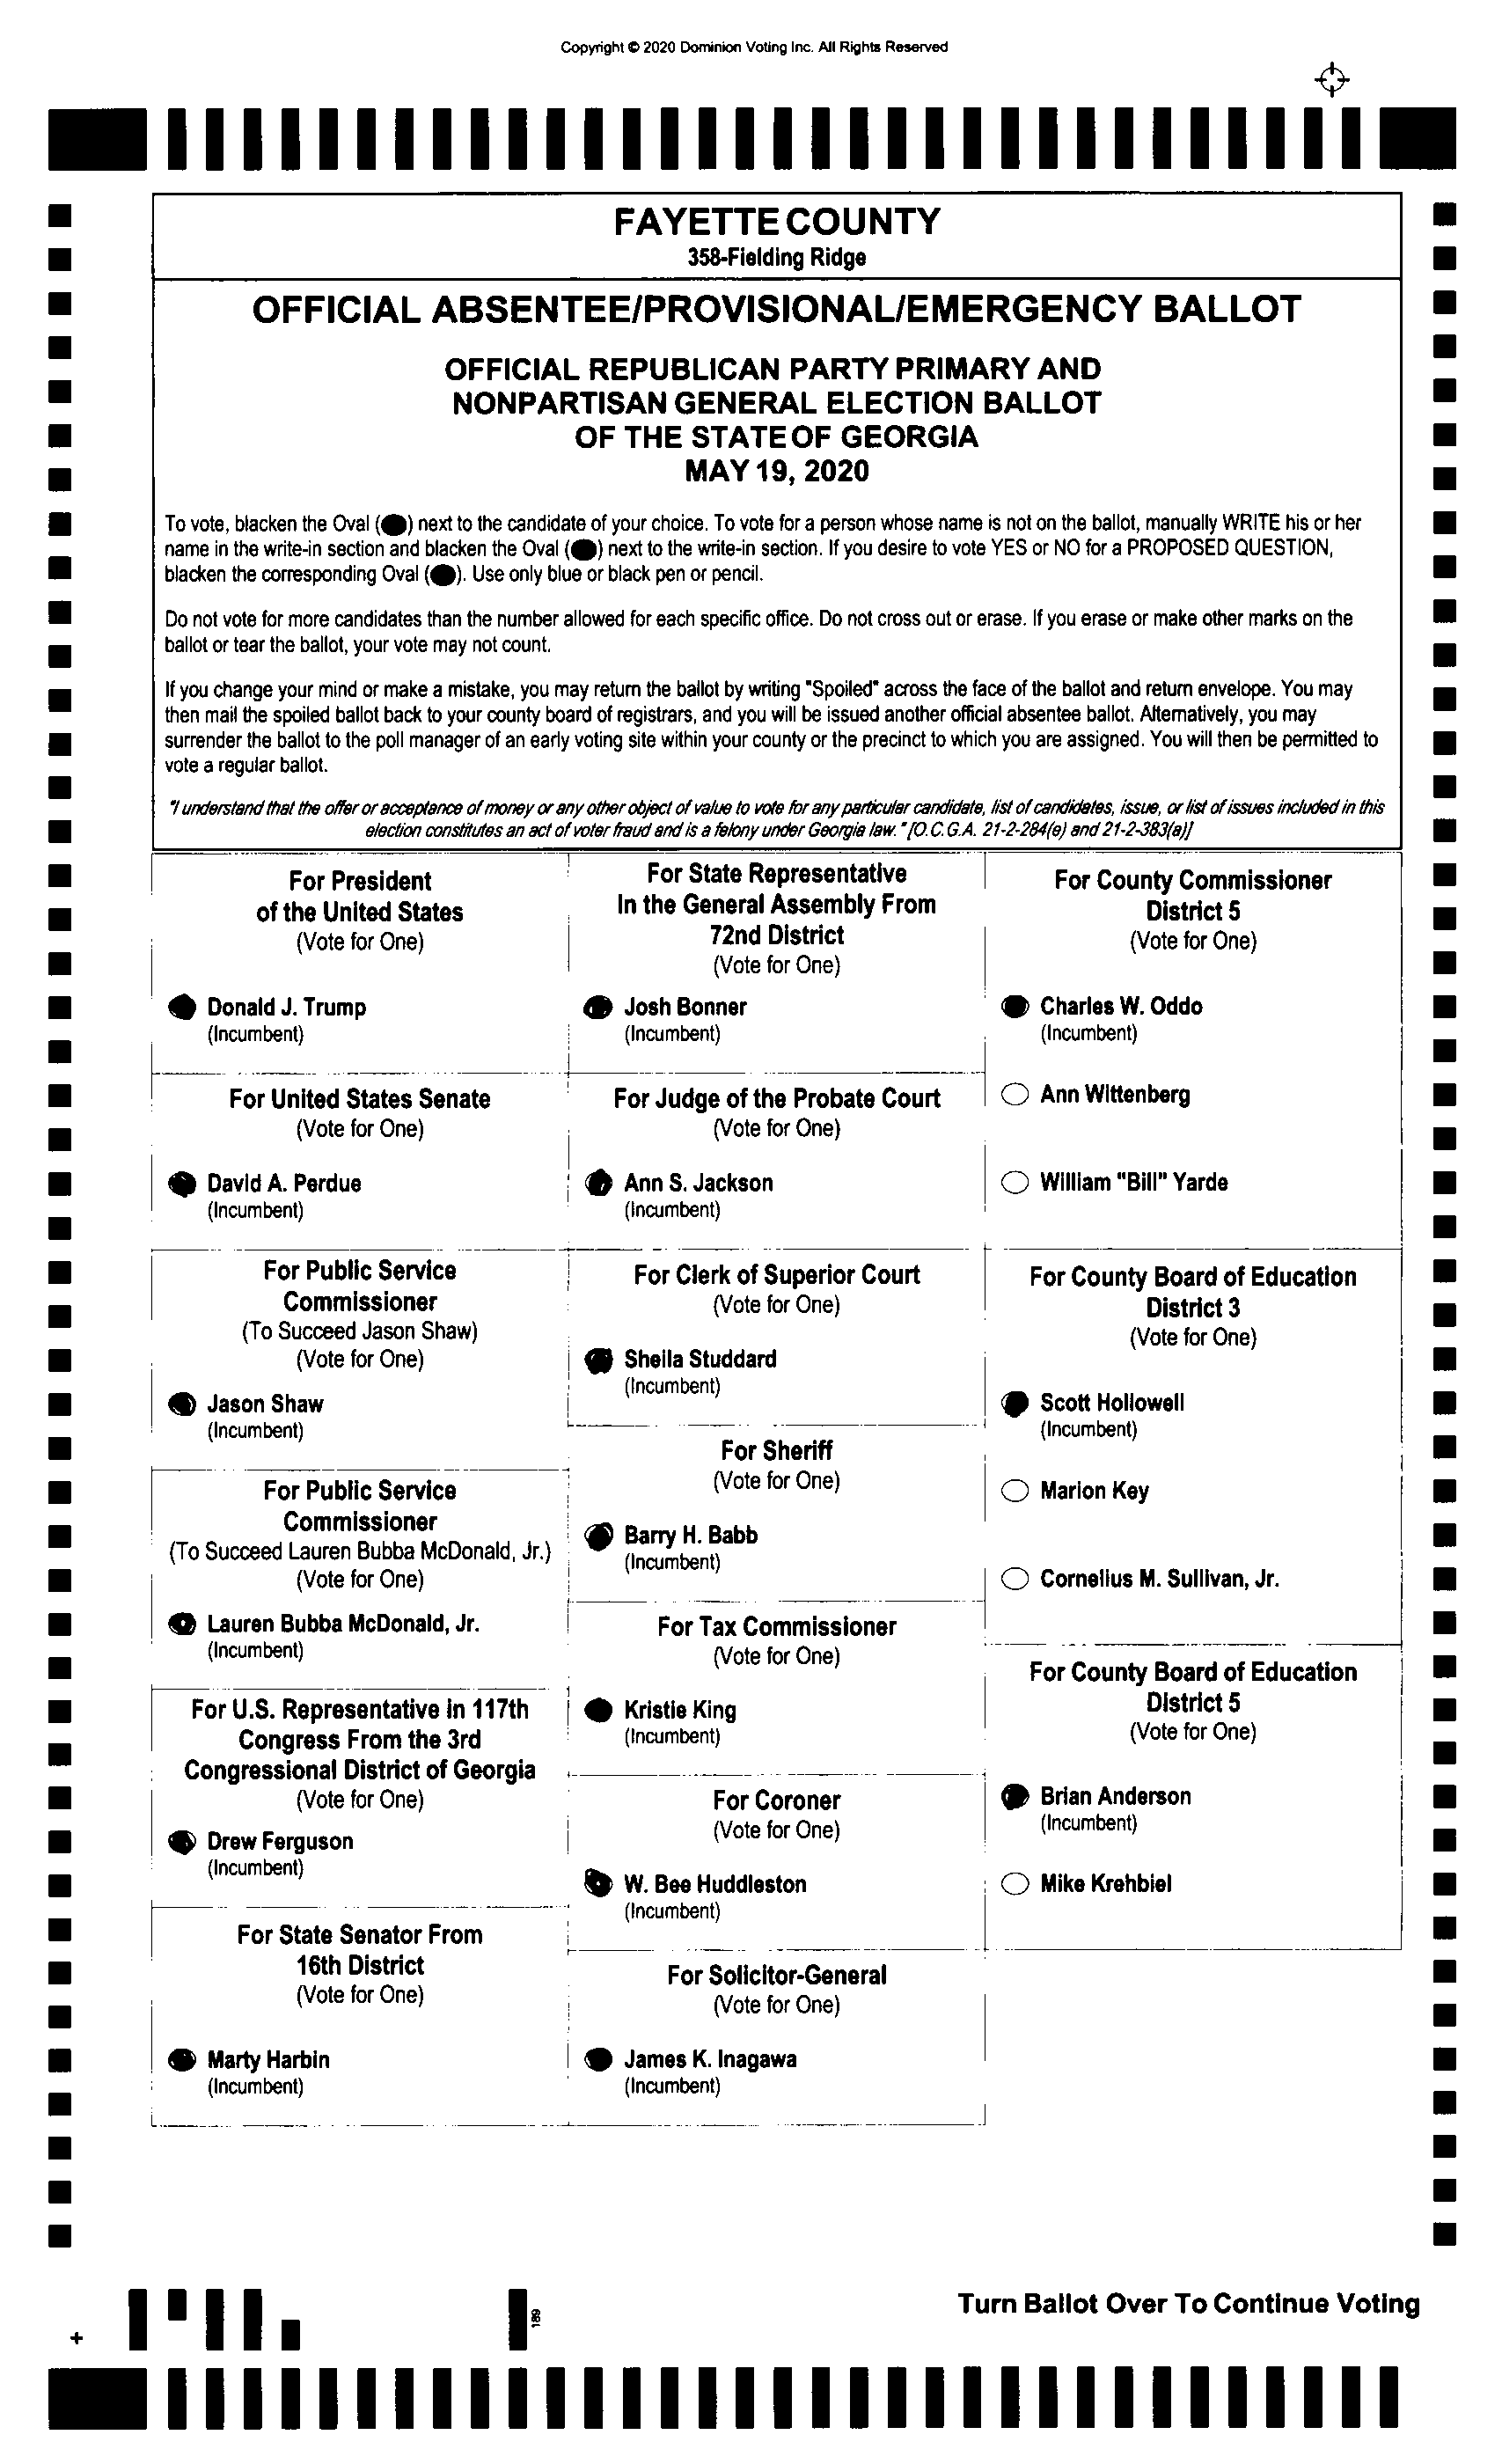 Copyright © 2020 Dominion Voting Inc. All Rights Reserved
FAYETTE COUNTY
358-Fielding Ridge
OFFICIAL ABSENTEE/PROVISIONAL/EMERGENCY BALLOT
OFFICIAL REPUBLICAN PARTY PRIMARY AND
NONPARTISAN GENERAL ELECTION BALLOT
OF THE STATE OF GEORGIA
MAY 19, 2020
To vote, blacken the Oval ( ) next to the candidate of your choice. To vote for a person whose name is not on the ballot, manually WRITE his or her
name in the write-in section and blacken the Oval ( ) next to the write-in section. If you desire to vote YES or NO for a PROPOSED QUESTION,
blacken the corresponding Oval ( ). Use only blue or black pen or pencil.
Do not vote for more candidates than the number allowed for each specific office. Do not cross out or erase. If you erase or make other marks on the
ballot or tear the ballot, your vote may not count.
If you change your mind or make a mistake, you may return the ballot by writing "Spoiled" across the face of the ballot and return envelope. You may
then mail the spoiled ballot back to your county board of registrars, and you will be issued another official absentee ballot. Alternatively, you may
surrender the ballot to the poll manager of an early voting site within your county or the precinct to which you are assigned. You will then be permitted to
vote a regular ballot.
"I understand that the offer or acceptance of money or any other object of value to vote for any particular candidate, list of candidates, issue, or list of issues included in this
election constitutes an act of voter fraud and is a felony under Georgia law." [O.C.G.A. 21-2-284(e) and 21-2-383(a)]
For President
of the United States
(Vote for One)
Donald J. Trump
(Incumbent)
For United States Senate
(Vote for One)
David A. Perdue
(Incumbent)
For Public Service
Commissioner
(To Succeed Jason Shaw)
(Vote for One)
Jason Shaw
(Incumbent)
For Public Service
Commissioner
(To Succeed Lauren Bubba McDonald, Jr.)
(Vote for One)
Lauren Bubba McDonald, Jr.
(Incumbent)
For U.S. Representative in 117th
Congress From the 3rd
Congressional District of Georgia
(Vote for One)
Drew Ferguson
(Incumbent)
For State Senator From
16th District
(Vote for One)
Marty Harbin
(Incumbent)
For State Representative
In the General Assembly From
72nd District
(Vote for One)
Josh Bonner
(Incumbent)
For Judge of the Probate Court
(Vote for One)
Ann S. Jackson
(Incumbent)
For Clerk of Superior Court
(Vote for One)
Sheila Studdard
(Incumbent)
For Sheriff
(Vote for One)
Barry H. Babb
(Incumbent)
For Tax Commissioner
(Vote for One)
Kristie King
(Incumbent)
For Coroner
(Vote for One)
W. Bee Huddleston
(Incumbent)
For Solicitor-General
(Vote for One)
James K. Inagawa
(Incumbent)
For County Commissioner
District 5
(Vote for One)
Charles W. Oddo
(Incumbent)
Ann Wittenberg
William "Bill" Yarde
For County Board of Education
District 3
(Vote for One)
Scott Hollowell
(Incumbent)
Marion Key
Cornelius M. Sullivan, Jr.
For County Board of Education
District 5
(Vote for One)
Brian Anderson
(Incumbent)
Mike Krehbiel
Turn Ballot Over To Continue Voting
189